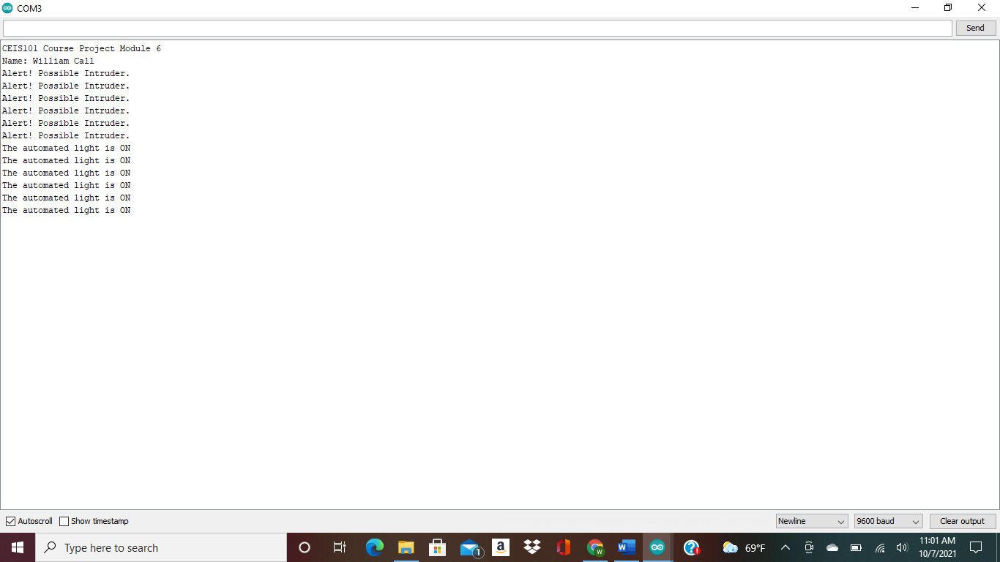 COM3
Send
CEIS101 Course Project Module 6
Name: William Call
Alert! Possible Intruder.
Alert! Possible Intruder.
Alert! Possible Intruder.
Alert! Possible Intruder.
Alert! Possible Intruder.
Alert! Possible Intruder.
The automated light is ON
The automated light is ON
The automated light is ON
The automated light is ON
The automated light is ON
The automated light is ON
Autoscroll Show timestamp Newline 9600 baud Clear output
Type here to search 1 a W W ? ! 69°F 11:01 AM
10/7/2021